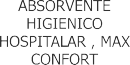 ABSORVENTE
HIGIENICO
HOSPITALAR , MAX
CONFORT